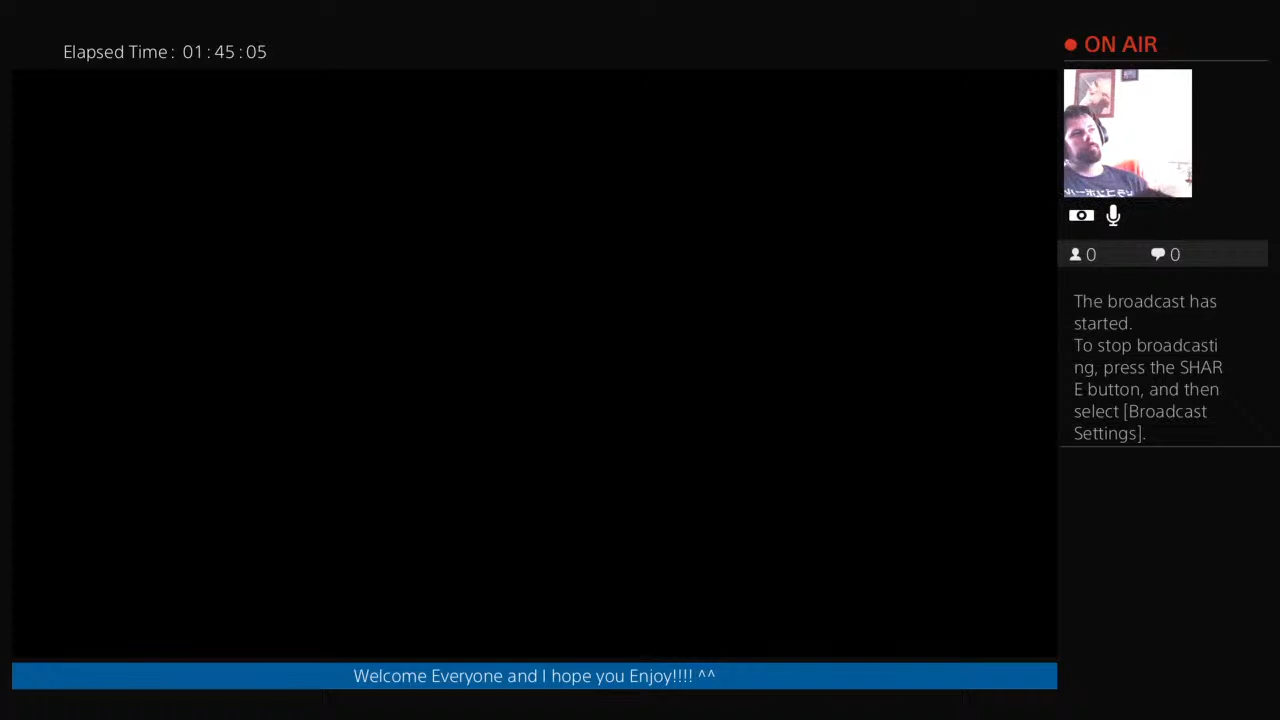 Elapsed Time: 01:45:05
ON AIR
0 0
The broadcast has
started.
To stop broadcasti
ng, press the SHAR
E button, and then
select [Broadcast
Settings].
Welcome Everyone and I hope you Enjoy!!!! ^^